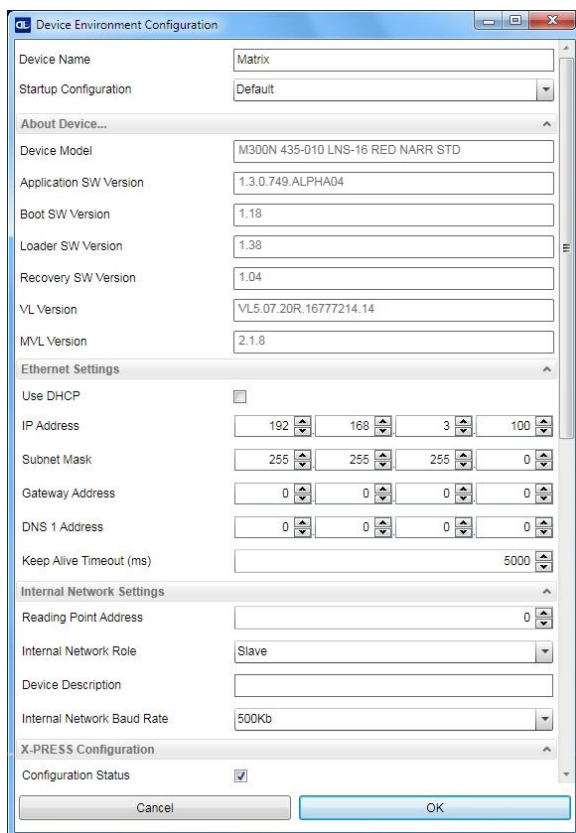 DL Device Environment Configuration
Device Name Matrix
Startup Configuration Default
About Device...
Device Model M300N 435-010 LNS-16 RED NARR STD
Application SW Version 1.3.0.749.ALPHA04
Boot SW Version 1.18
Loader SW Version 1.38
Recovery SW Version 1.04
VL Version VL5.07.20R.16777214.14
MVL Version 2.1.8
Ethernet Settings
Use DHCP
IP Address 192 . 168 . 3 . 100
Subnet Mask 255 . 255 . 255 . 0
Gateway Address 0 . 0 . 0 . 0
DNS 1 Address 0 . 0 . 0 . 0
Keep Alive Timeout (ms) 5000
Internal Network Settings
Reading Point Address 0
Internal Network Role Slave
Device Description
Internal Network Baud Rate 500Kb
X-PRESS Configuration
Configuration Status
Cancel OK